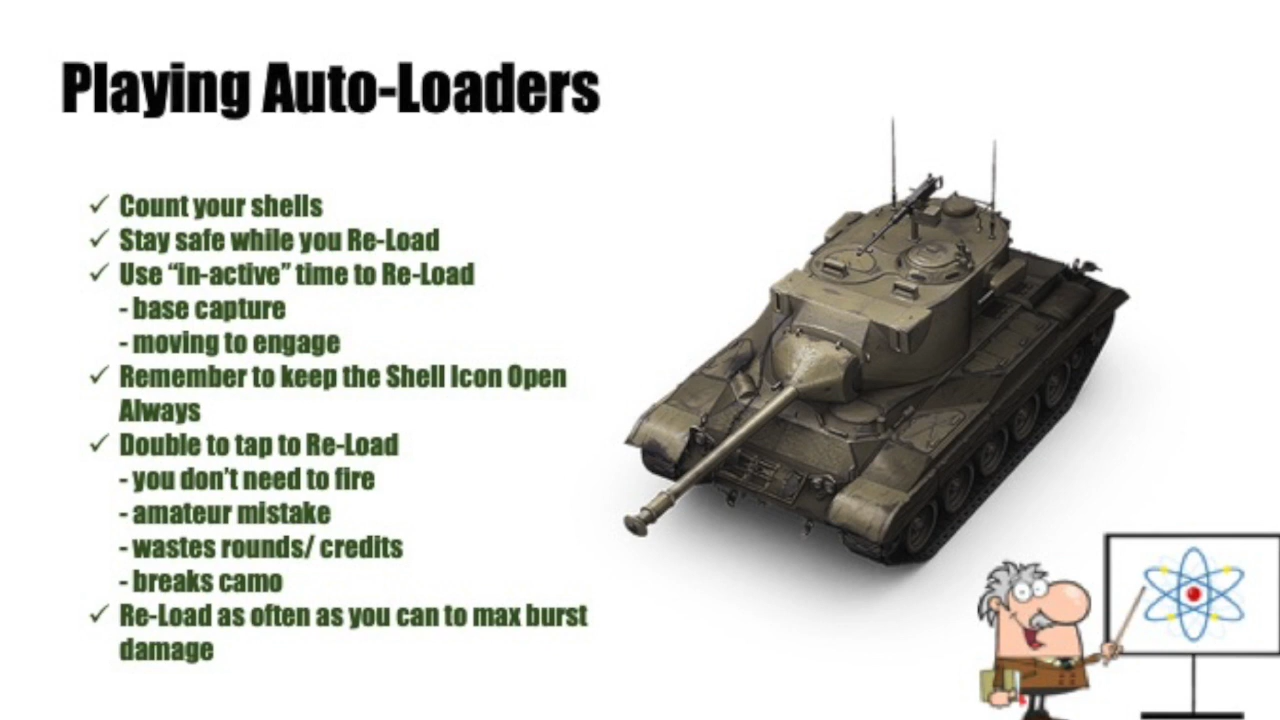 Playing Auto-Loaders
✓ Count your shells
✓ Stay safe while you Re-Load
✓ Use “in-active” time to Re-Load
- base capture
- moving to engage
✓ Remember to keep the Shell Icon Open
Always
✓ Double to tap to Re-Load
- you don’t need to fire
- amateur mistake
- wastes rounds/ credits
- breaks camo
✓ Re-Load as often as you can to max burst
damage